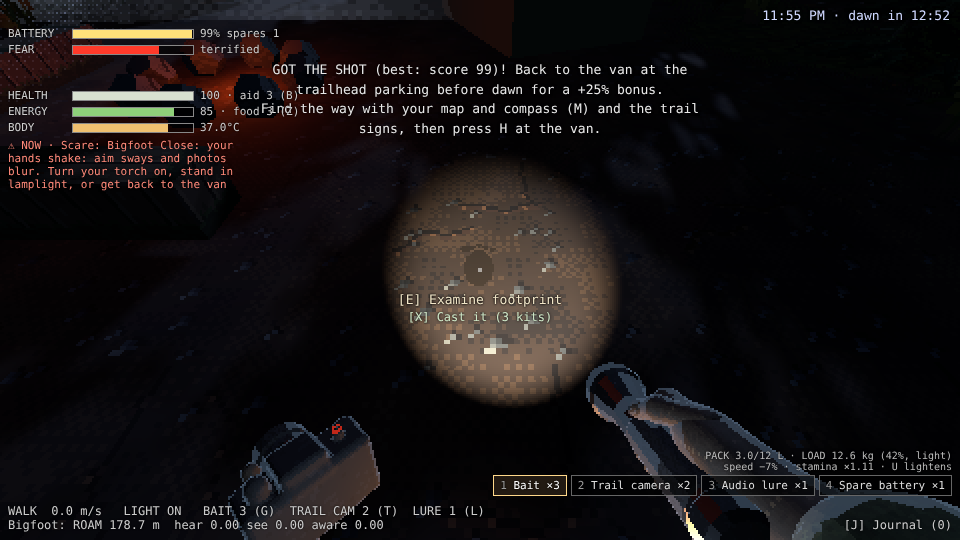 11:55 PM · dawn in 12:52
BATTERY 99% spares 1
FEAR terrified
GOT THE SHOT (best: score 99)! Back to the van at the
trailhead parking before dawn for a +25% bonus.
Find the way with your map and compass (M) and the trail
signs, then press H at the van.
HEALTH 100 · aid 3 (B)
ENERGY 85 · food 3
BODY 37.0°C
⚠ NOW · Scare: Bigfoot Close: your
hands shake: aim sways and photos
blur. Turn your torch on, stand in
lamplight, or get back to the van
[E] Examine footprint
[X] Cast it (3 kits)
PACK 3.0/12 L · LOAD 12.6 kg (42%, light)
speed −7% · stamina ×1.11 · U lightens
1 Bait ×3 2 Trail camera ×2 3 Audio lure ×1 4 Spare battery ×1
WALK 0.0 m/s LIGHT ON BAIT 3 (G) TRAIL CAM 2 (T) LURE 1 (L)
Bigfoot: ROAM 178.7 m hear 0.00 see 0.00 aware 0.00
[J] Journal (0)